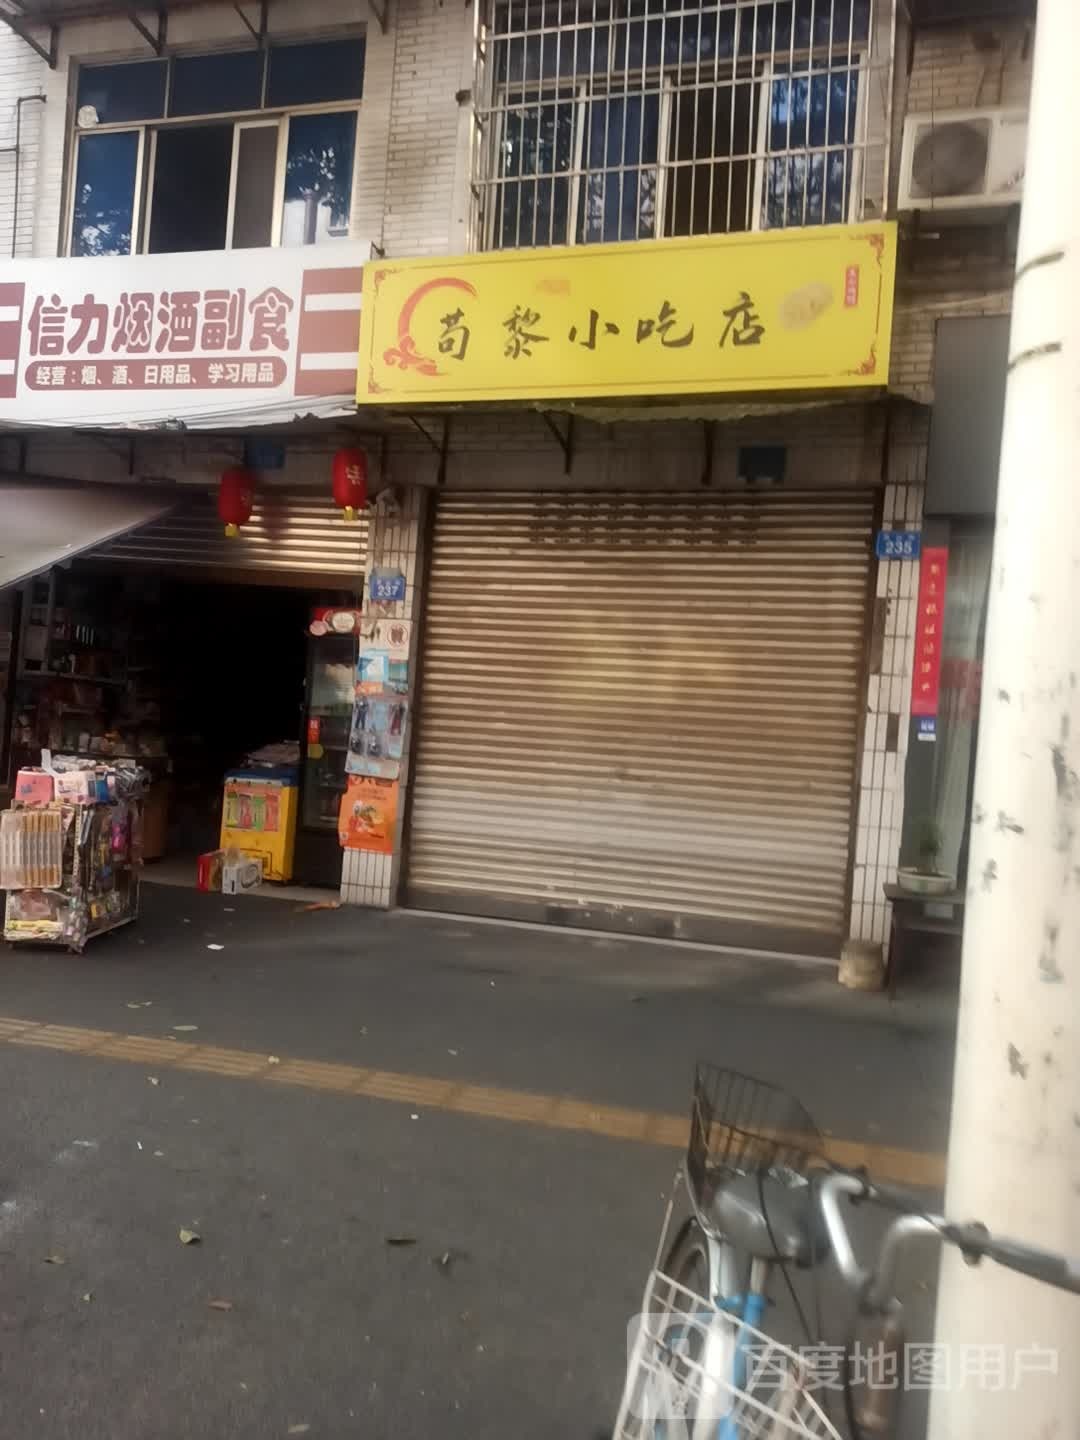 信力烟酒副食
经营：烟、酒、日用品、学习用品
苟黎小吃店
237
235
百度地图用户